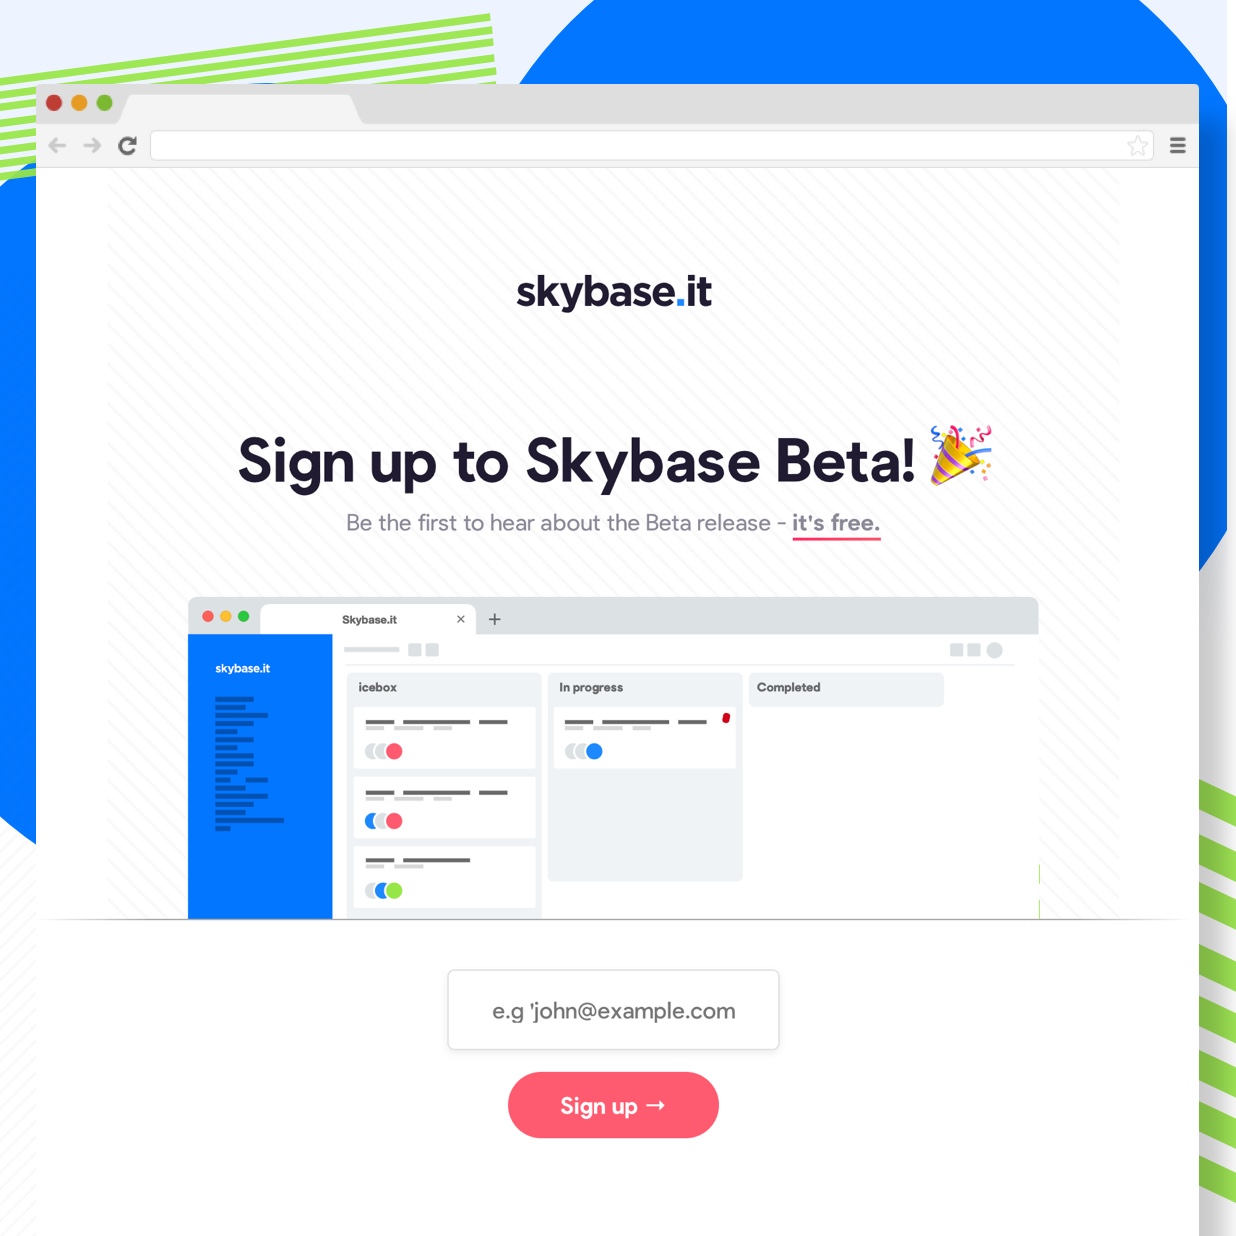 skybase.it
Sign up to Skybase Beta! 🎉
Be the first to hear about the Beta release - it's free.
Skybase.it
skybase.it
icebox
In progress
Completed
e.g 'john@example.com
Sign up →